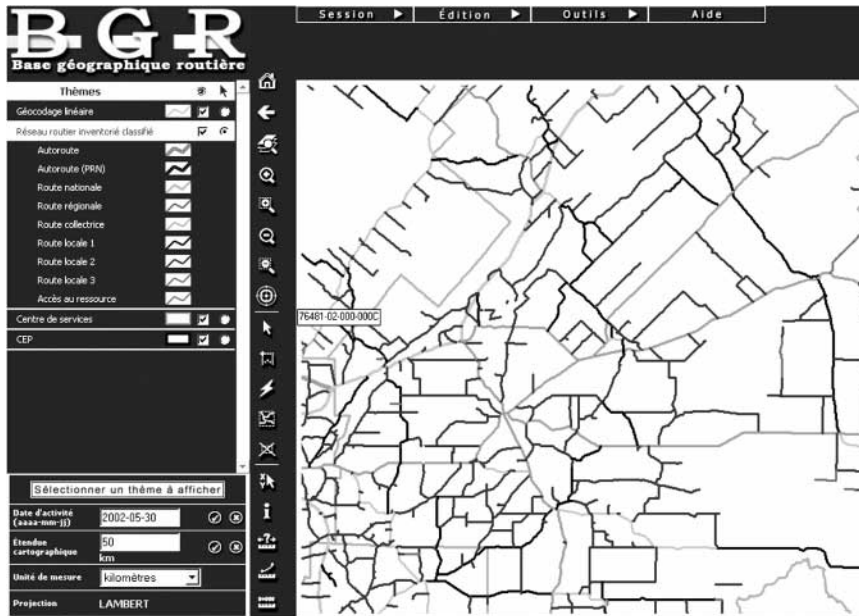 Session
Édition
Outils
Aide
BGR
Base géographique routière
Thèmes
Géocodage linéaire
Réseau routier inventorié classifié
Autoroute
Autoroute (PRN)
Route nationale
Route régionale
Route collectrice
Route locale 1
Route locale 2
Route locale 3
Accès au ressource
Centre de services
CEP
76481-02-000-000C
Sélectionner un thème à afficher
Date d'activité
(aaaa-mm-jj)
2002-05-30
Étendue
cartographique
50
km
Unité de mesure
kilomètres
Projection
LAMBERT